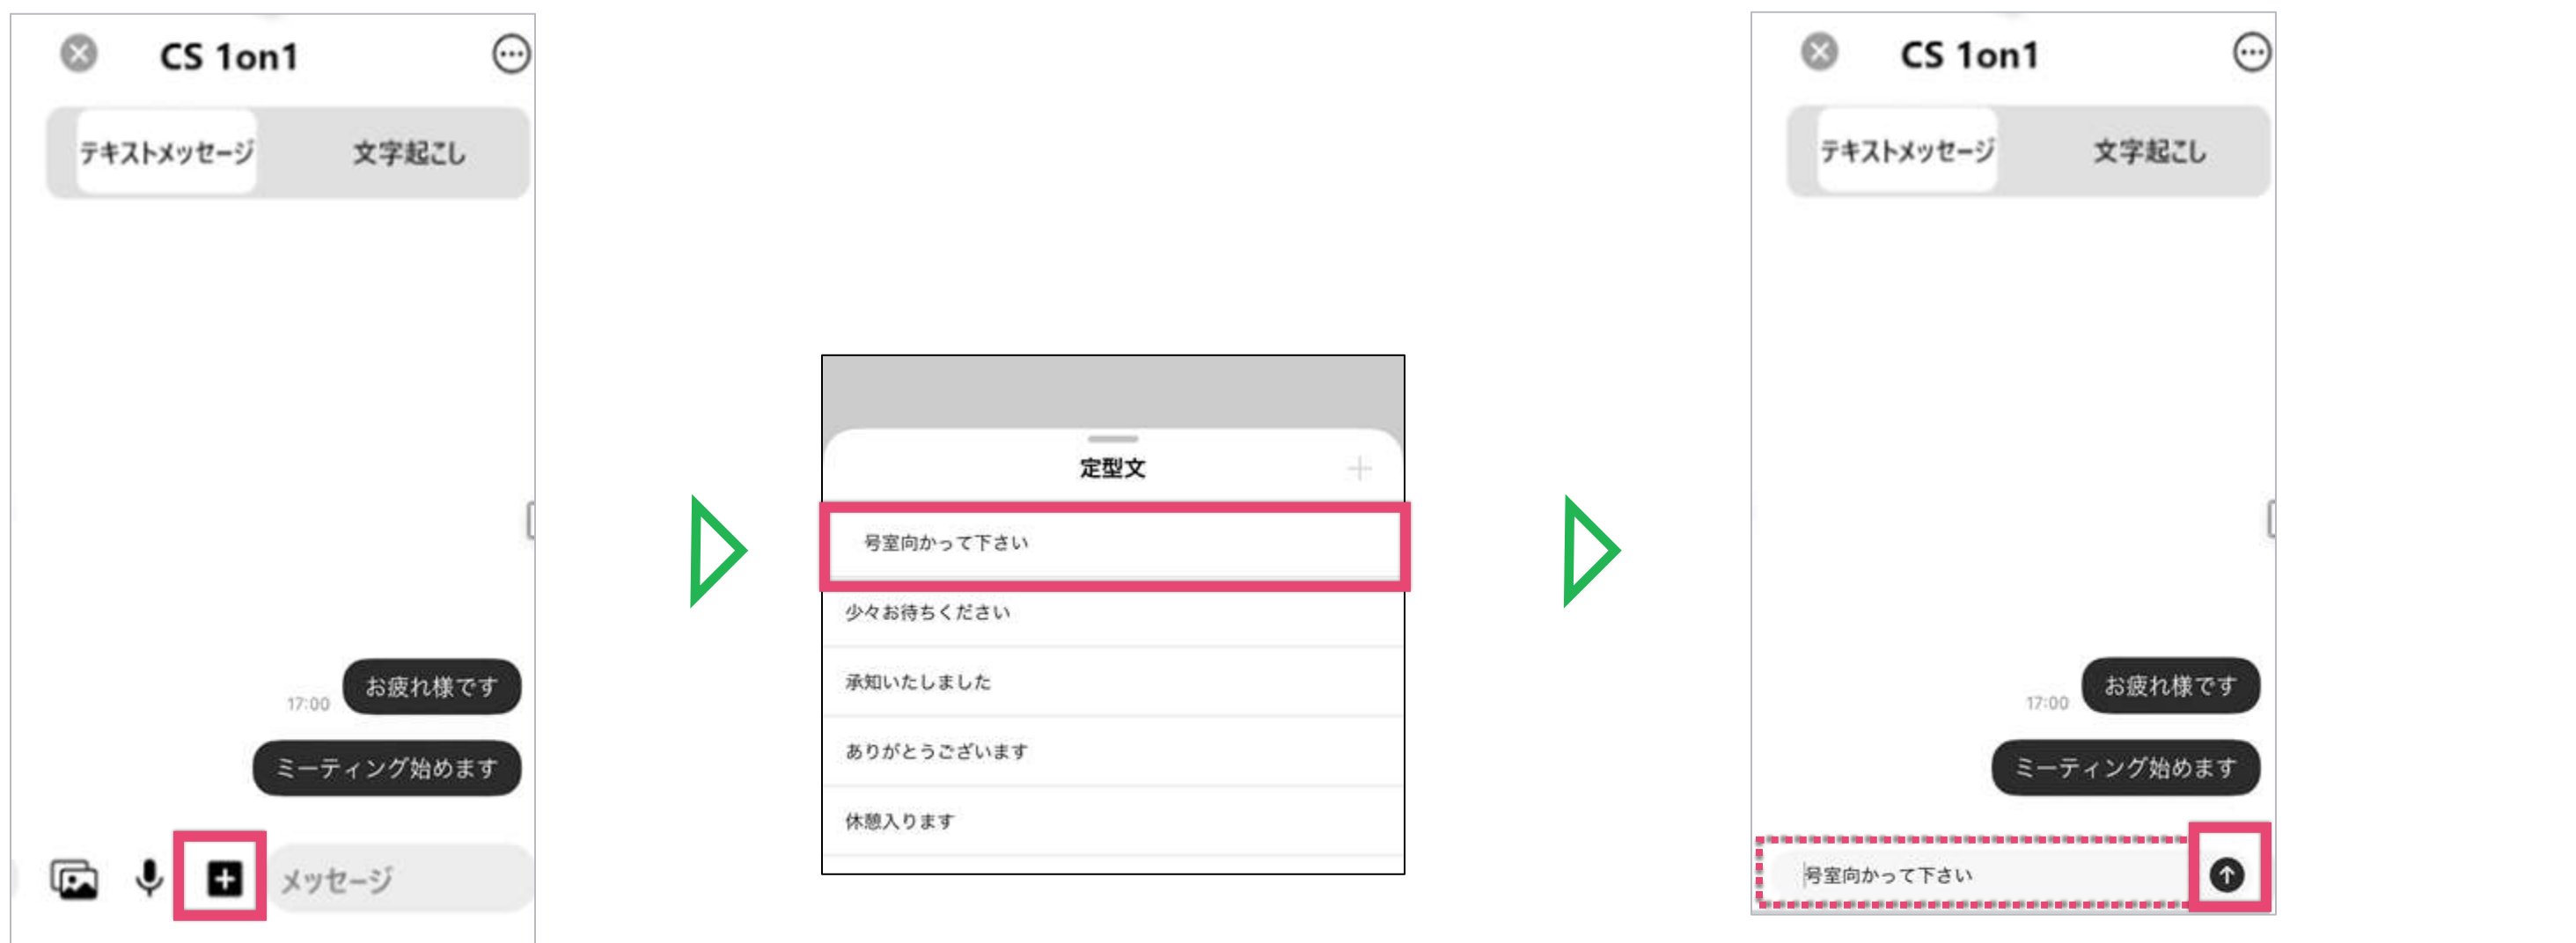 CS 1on1
テキストメッセージ 文字起こし
お疲れ様です
17:00
ミーティング始めます
メッセージ
定型文
号室向かって下さい
少々お待ちください
承知いたしました
ありがとうございます
休憩入ります
CS 1on1
テキストメッセージ 文字起こし
お疲れ様です
17:00
ミーティング始めます
号室向かって下さい